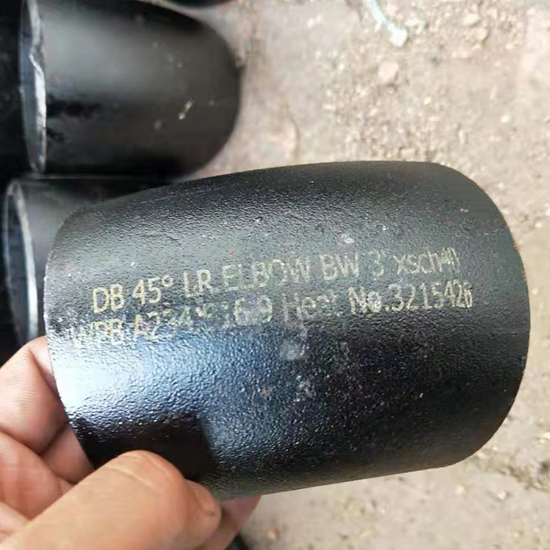 DB 45° LR ELBOW BW 3"xsch40
WPB A234 B16.9 Heat No.3215426